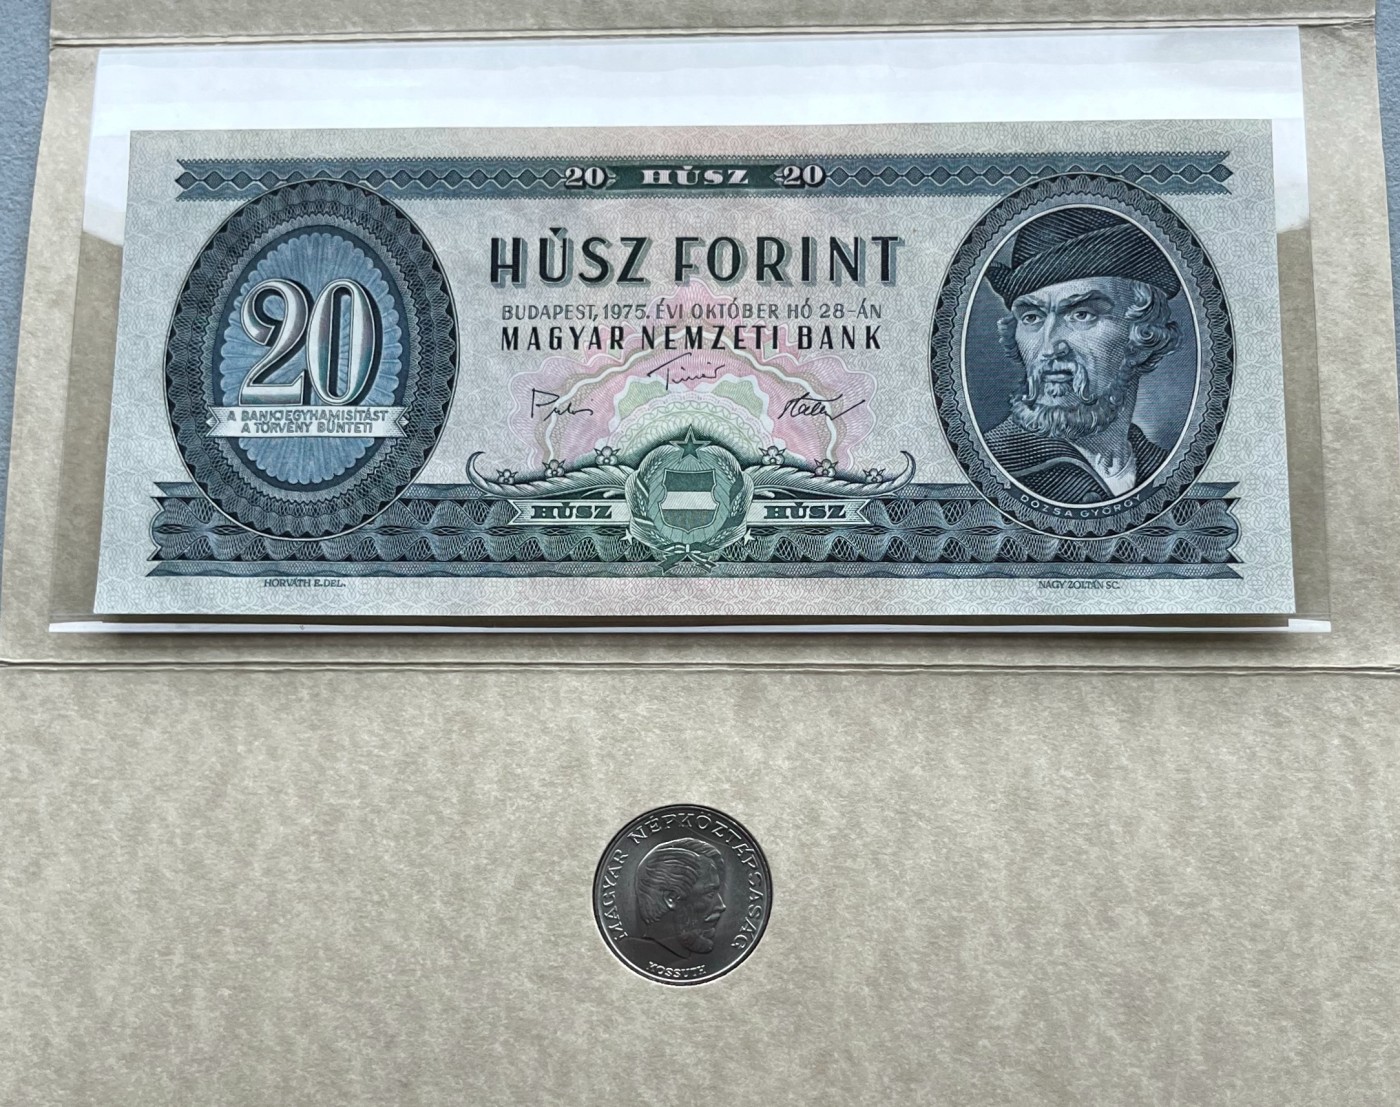 20 HÚSZ 20
HÚSZ FORINT
BUDAPEST, 1975. ÉVI OKTÓBER HÓ 28-ÁN
MAGYAR NEMZETI BANK
20
A BANKJEGYHAMISÍTÁST
A TÖRVÉNY BÜNTETI
HÚSZ HÚSZ
DÓZSA GYÖRGY
HORVÁTH E. DEL.
NAGY ZOLTÁN SC.
MAGYAR NÉPKÖZTÁRSASÁG
KOSSUTH